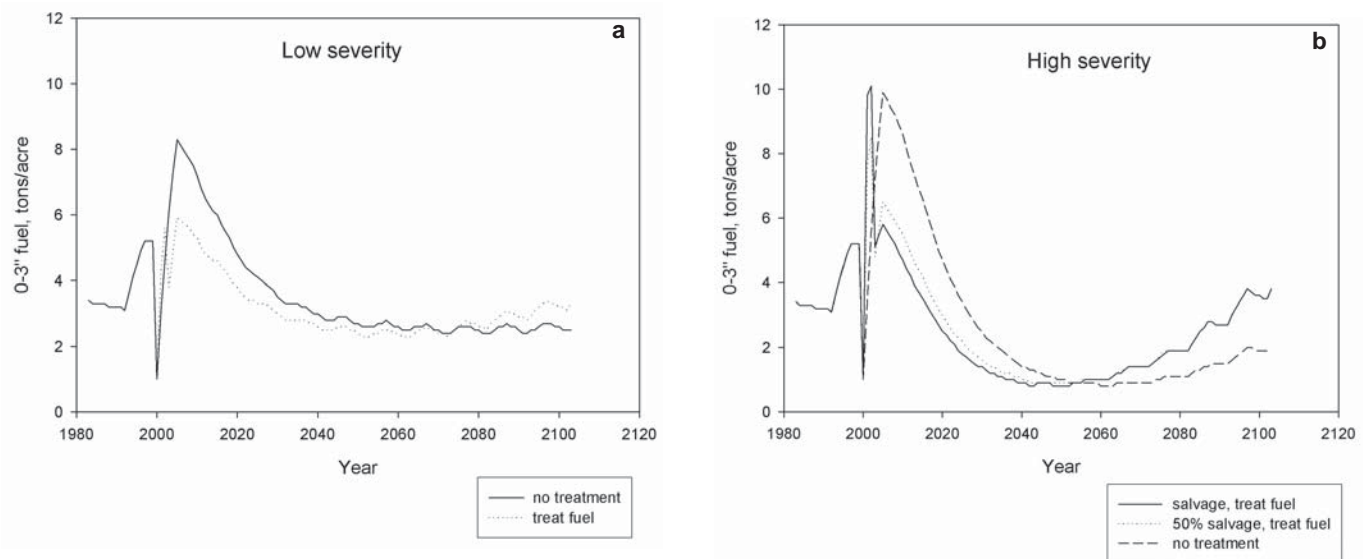 a
Low severity
12
10
8
6
4
2
0
0-3" fuel, tons/acre
1980 2000 2020 2040 2060 2080 2100 2120
Year
no treatment
treat fuel
b
High severity
12
10
8
6
4
2
0
0-3" fuel, tons/acre
1980 2000 2020 2040 2060 2080 2100 2120
Year
salvage, treat fuel
50% salvage, treat fuel
no treatment